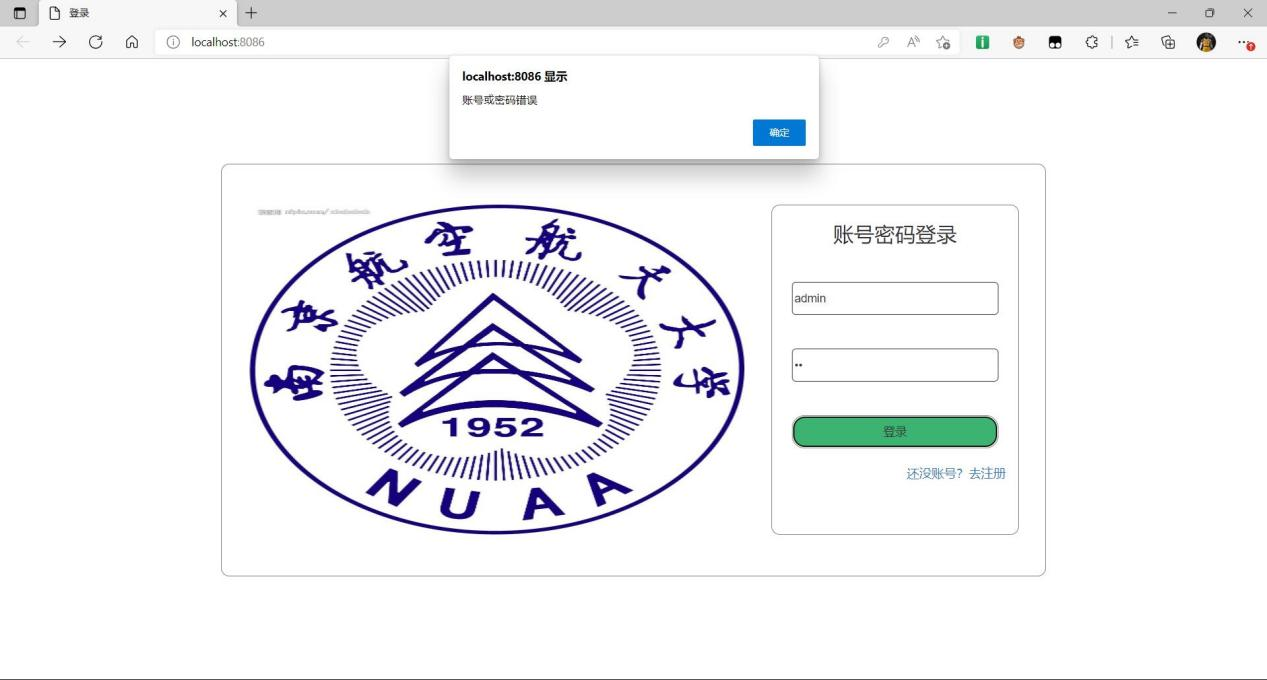 登录
localhost:8086
localhost:8086 显示
账号或密码错误
确定
南京航空航天大学
1952
NUAA
账号密码登录
admin
••
登录
还没账号？去注册